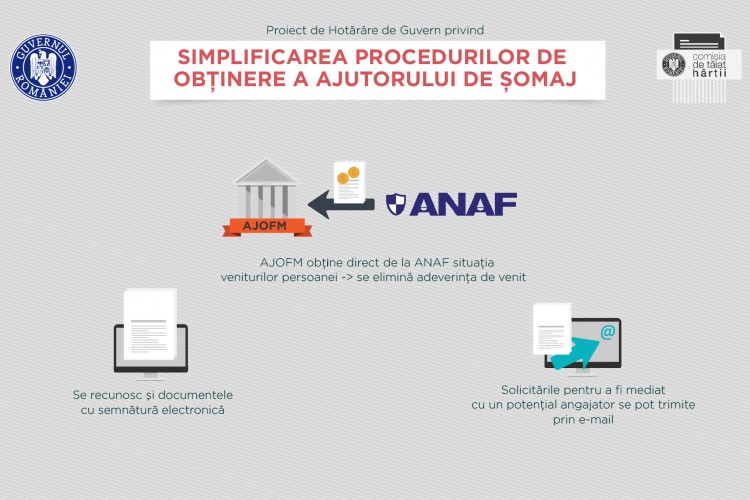 Proiect de Hotărâre de Guvern privind
SIMPLIFICAREA PROCEDURILOR DE
OBȚINERE A AJUTORULUI DE ȘOMAJ
GUVERNUL
ROMÂNIEI
comisia
de tăiat
hârtii
AJOFM
ANAF
AJOFM obține direct de la ANAF situația
veniturilor persoanei -> se elimină adeverința de venit
Se recunosc și documentele
cu semnătură electronică
@
Solicitările pentru a fi mediat
cu un potențial angajator se pot trimite
prin e-mail